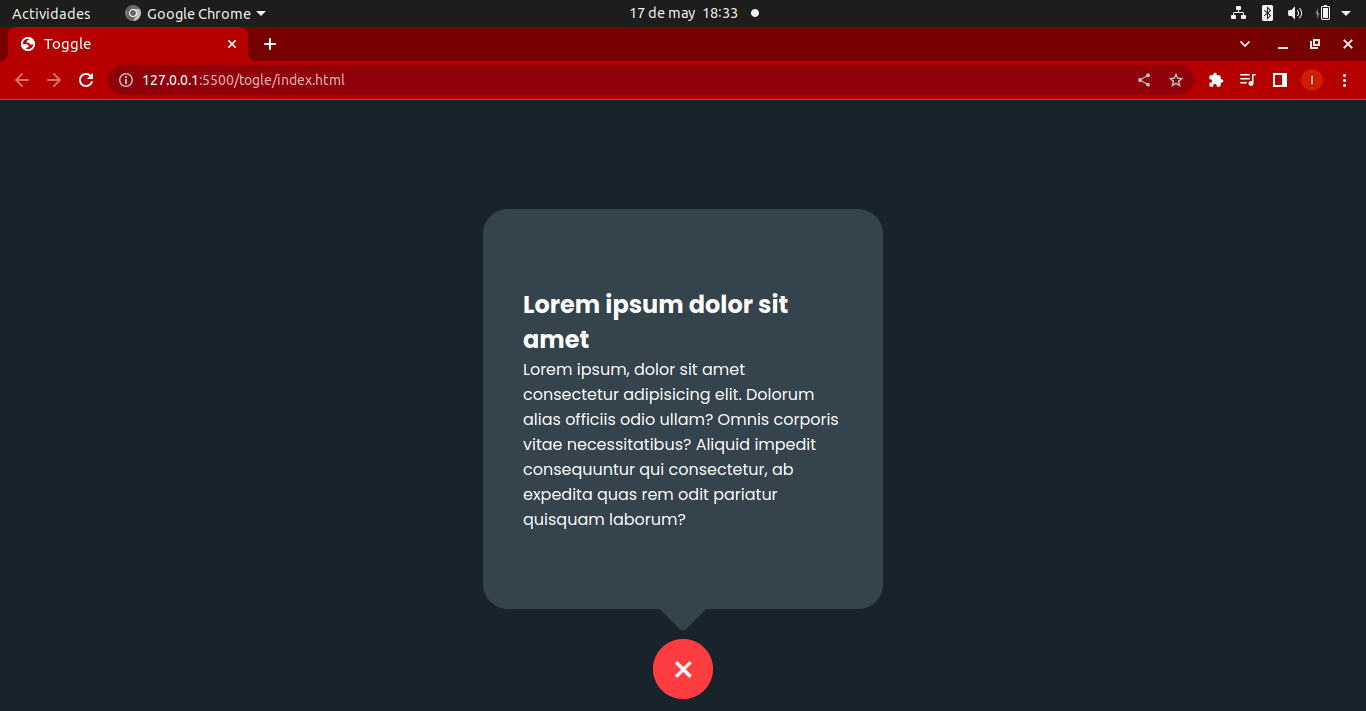 Actividades Google Chrome 17 de may 18:33
Toggle
127.0.0.1:5500/togle/index.html I
Lorem ipsum dolor sit
amet
Lorem ipsum, dolor sit amet
consectetur adipisicing elit. Dolorum
alias officiis odio ullam? Omnis corporis
vitae necessitatibus? Aliquid impedit
consequuntur qui consectetur, ab
expedita quas rem odit pariatur
quisquam laborum?